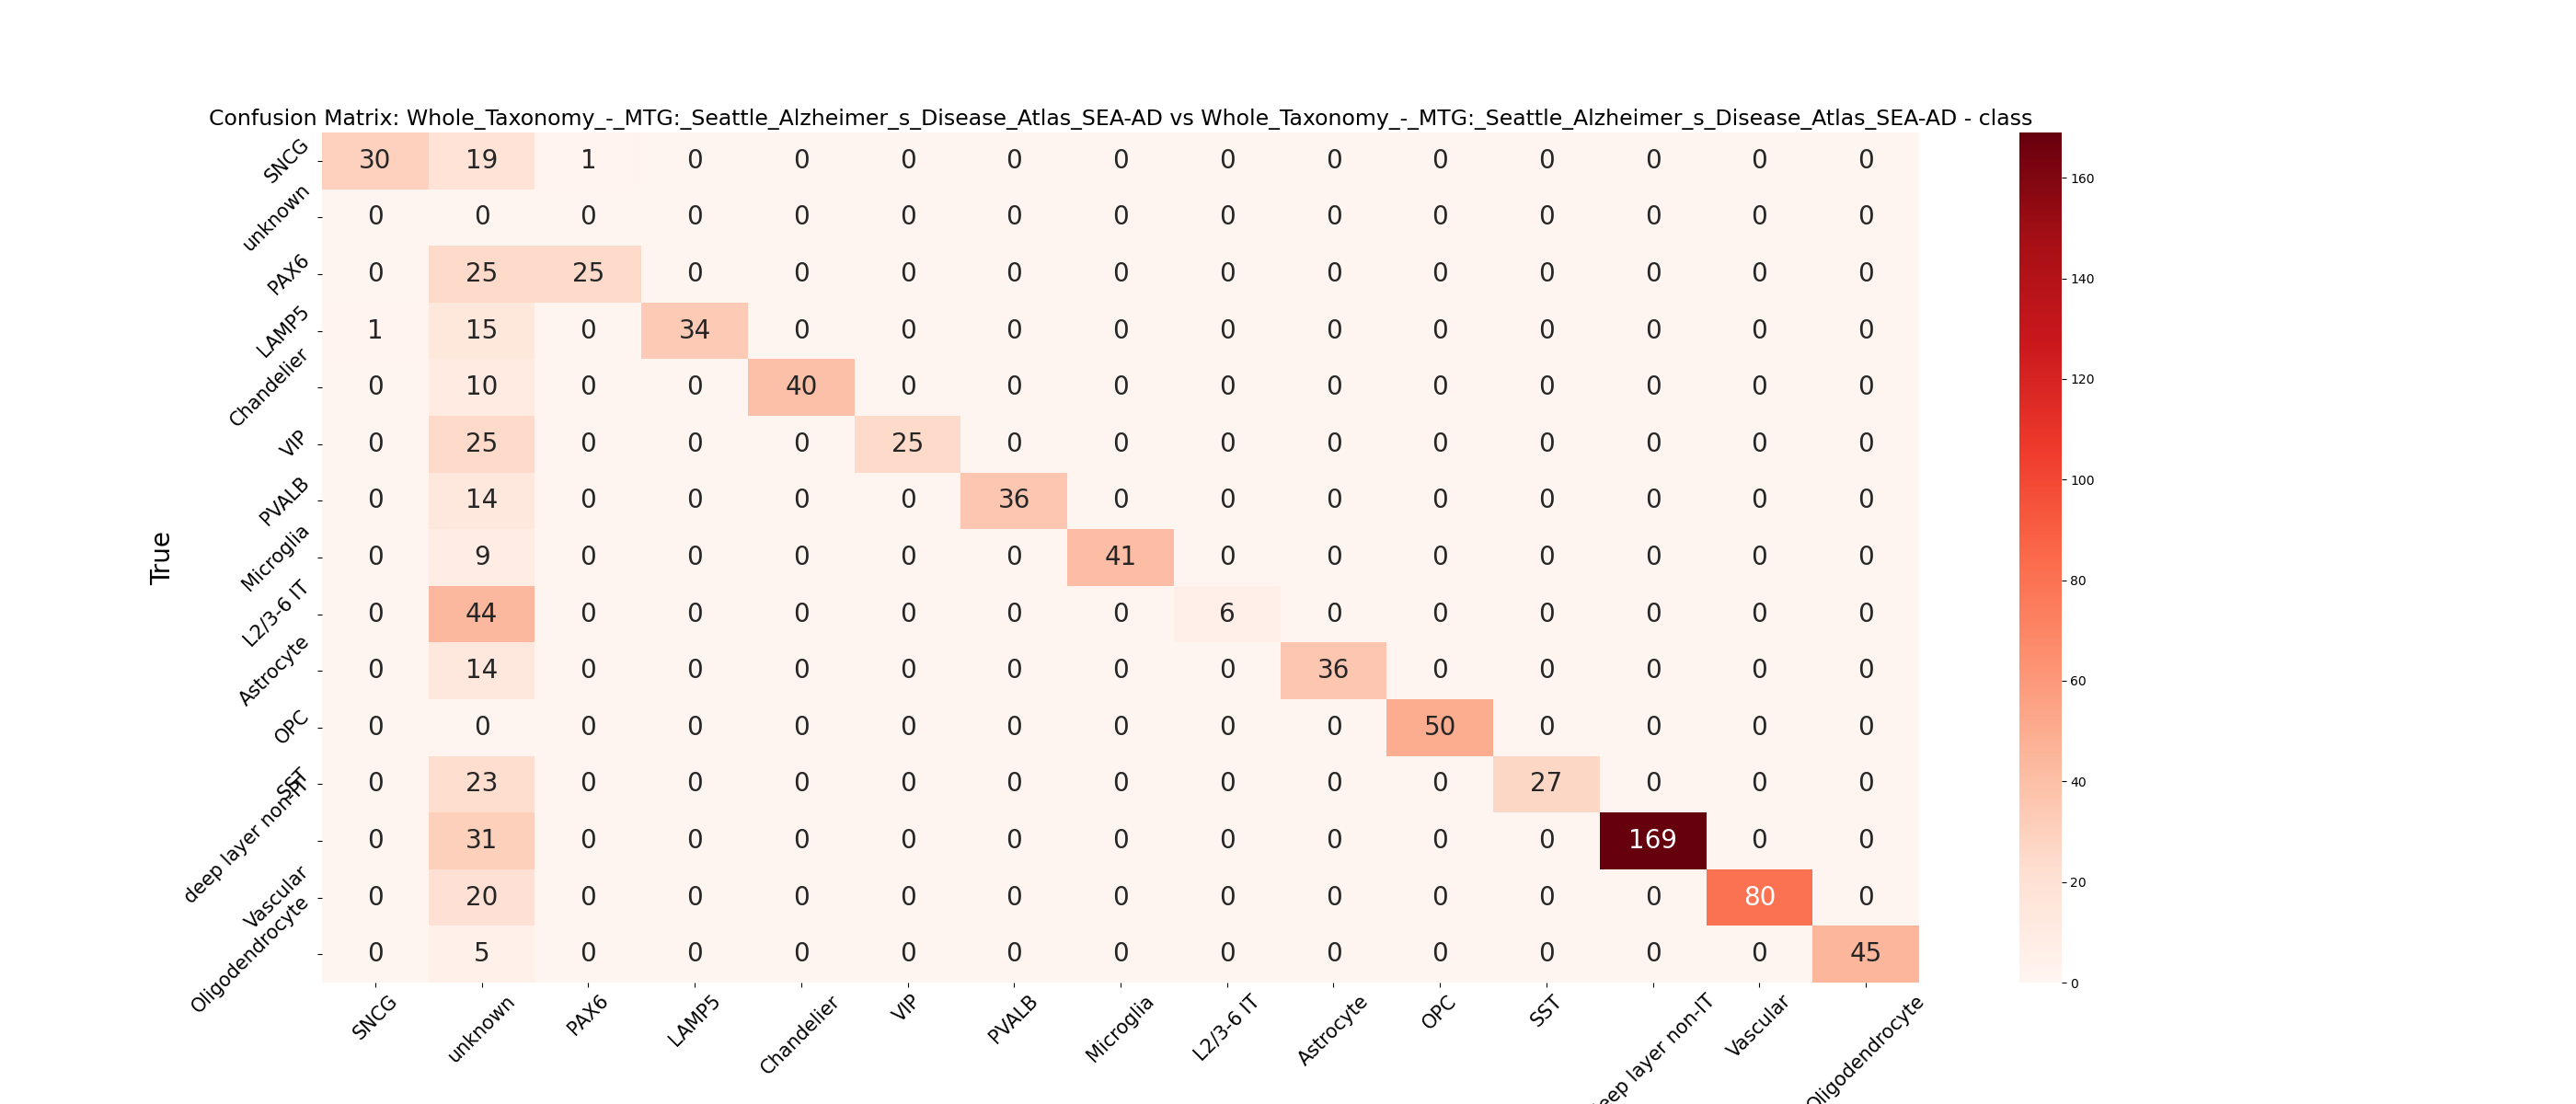 Confusion Matrix: Whole_Taxonomy_-_MTG:_Seattle_Alzheimer_s_Disease_Atlas_SEA-AD vs Whole_Taxonomy_-_MTG:_Seattle_Alzheimer_s_Disease_Atlas_SEA-AD - class
SNCG 30 19 1 0 0 0 0 0 0 0 0 0 0 0 0
unknown 0 0 0 0 0 0 0 0 0 0 0 0 0 0 0
PAX6 0 25 25 0 0 0 0 0 0 0 0 0 0 0 0
LAMP5 1 15 0 34 0 0 0 0 0 0 0 0 0 0 0
Chandelier 0 10 0 0 40 0 0 0 0 0 0 0 0 0 0
VIP 0 25 0 0 0 25 0 0 0 0 0 0 0 0 0
PVALB 0 14 0 0 0 0 36 0 0 0 0 0 0 0 0
Microglia 0 9 0 0 0 0 0 41 0 0 0 0 0 0 0
L2/3-6 IT 0 44 0 0 0 0 0 0 6 0 0 0 0 0 0
Astrocyte 0 14 0 0 0 0 0 0 0 36 0 0 0 0 0
OPC 0 0 0 0 0 0 0 0 0 0 50 0 0 0 0
SST 0 23 0 0 0 0 0 0 0 0 0 27 0 0 0
deep layer non-IT 0 31 0 0 0 0 0 0 0 0 0 0 169 0 0
Vascular 0 20 0 0 0 0 0 0 0 0 0 0 0 80 0
Oligodendrocyte 0 5 0 0 0 0 0 0 0 0 0 0 0 0 45
True
SNCG unknown PAX6 LAMP5 Chandelier VIP PVALB Microglia L2/3-6 IT Astrocyte OPC SST eep layer non-IT Vascular Oligodendrocyte
160
140
120
100
80
60
40
20
0